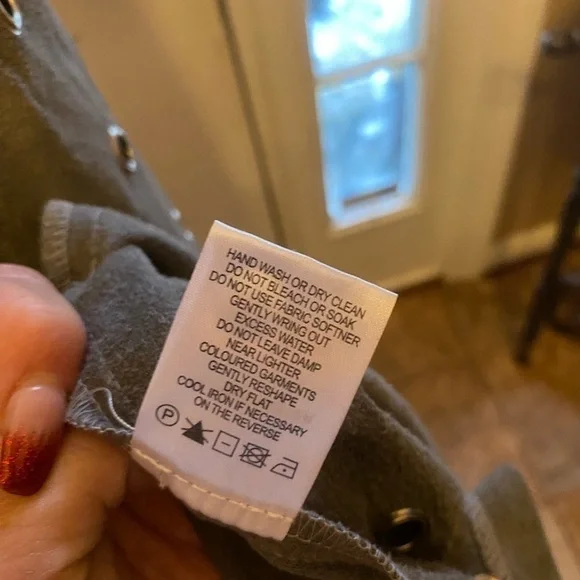 HAND WASH OR DRY CLEAN
DO NOT BLEACH OR SOAK
DO NOT USE FABRIC SOFTNER
GENTLY WRING OUT
EXCESS WATER
DO NOT LEAVE DAMP
NEAR LIGHTER
COLOURED GARMENTS
GENTLY RESHAPE
DRY FLAT
COOL IRON IF NECESSARY
ON THE REVERSE
P